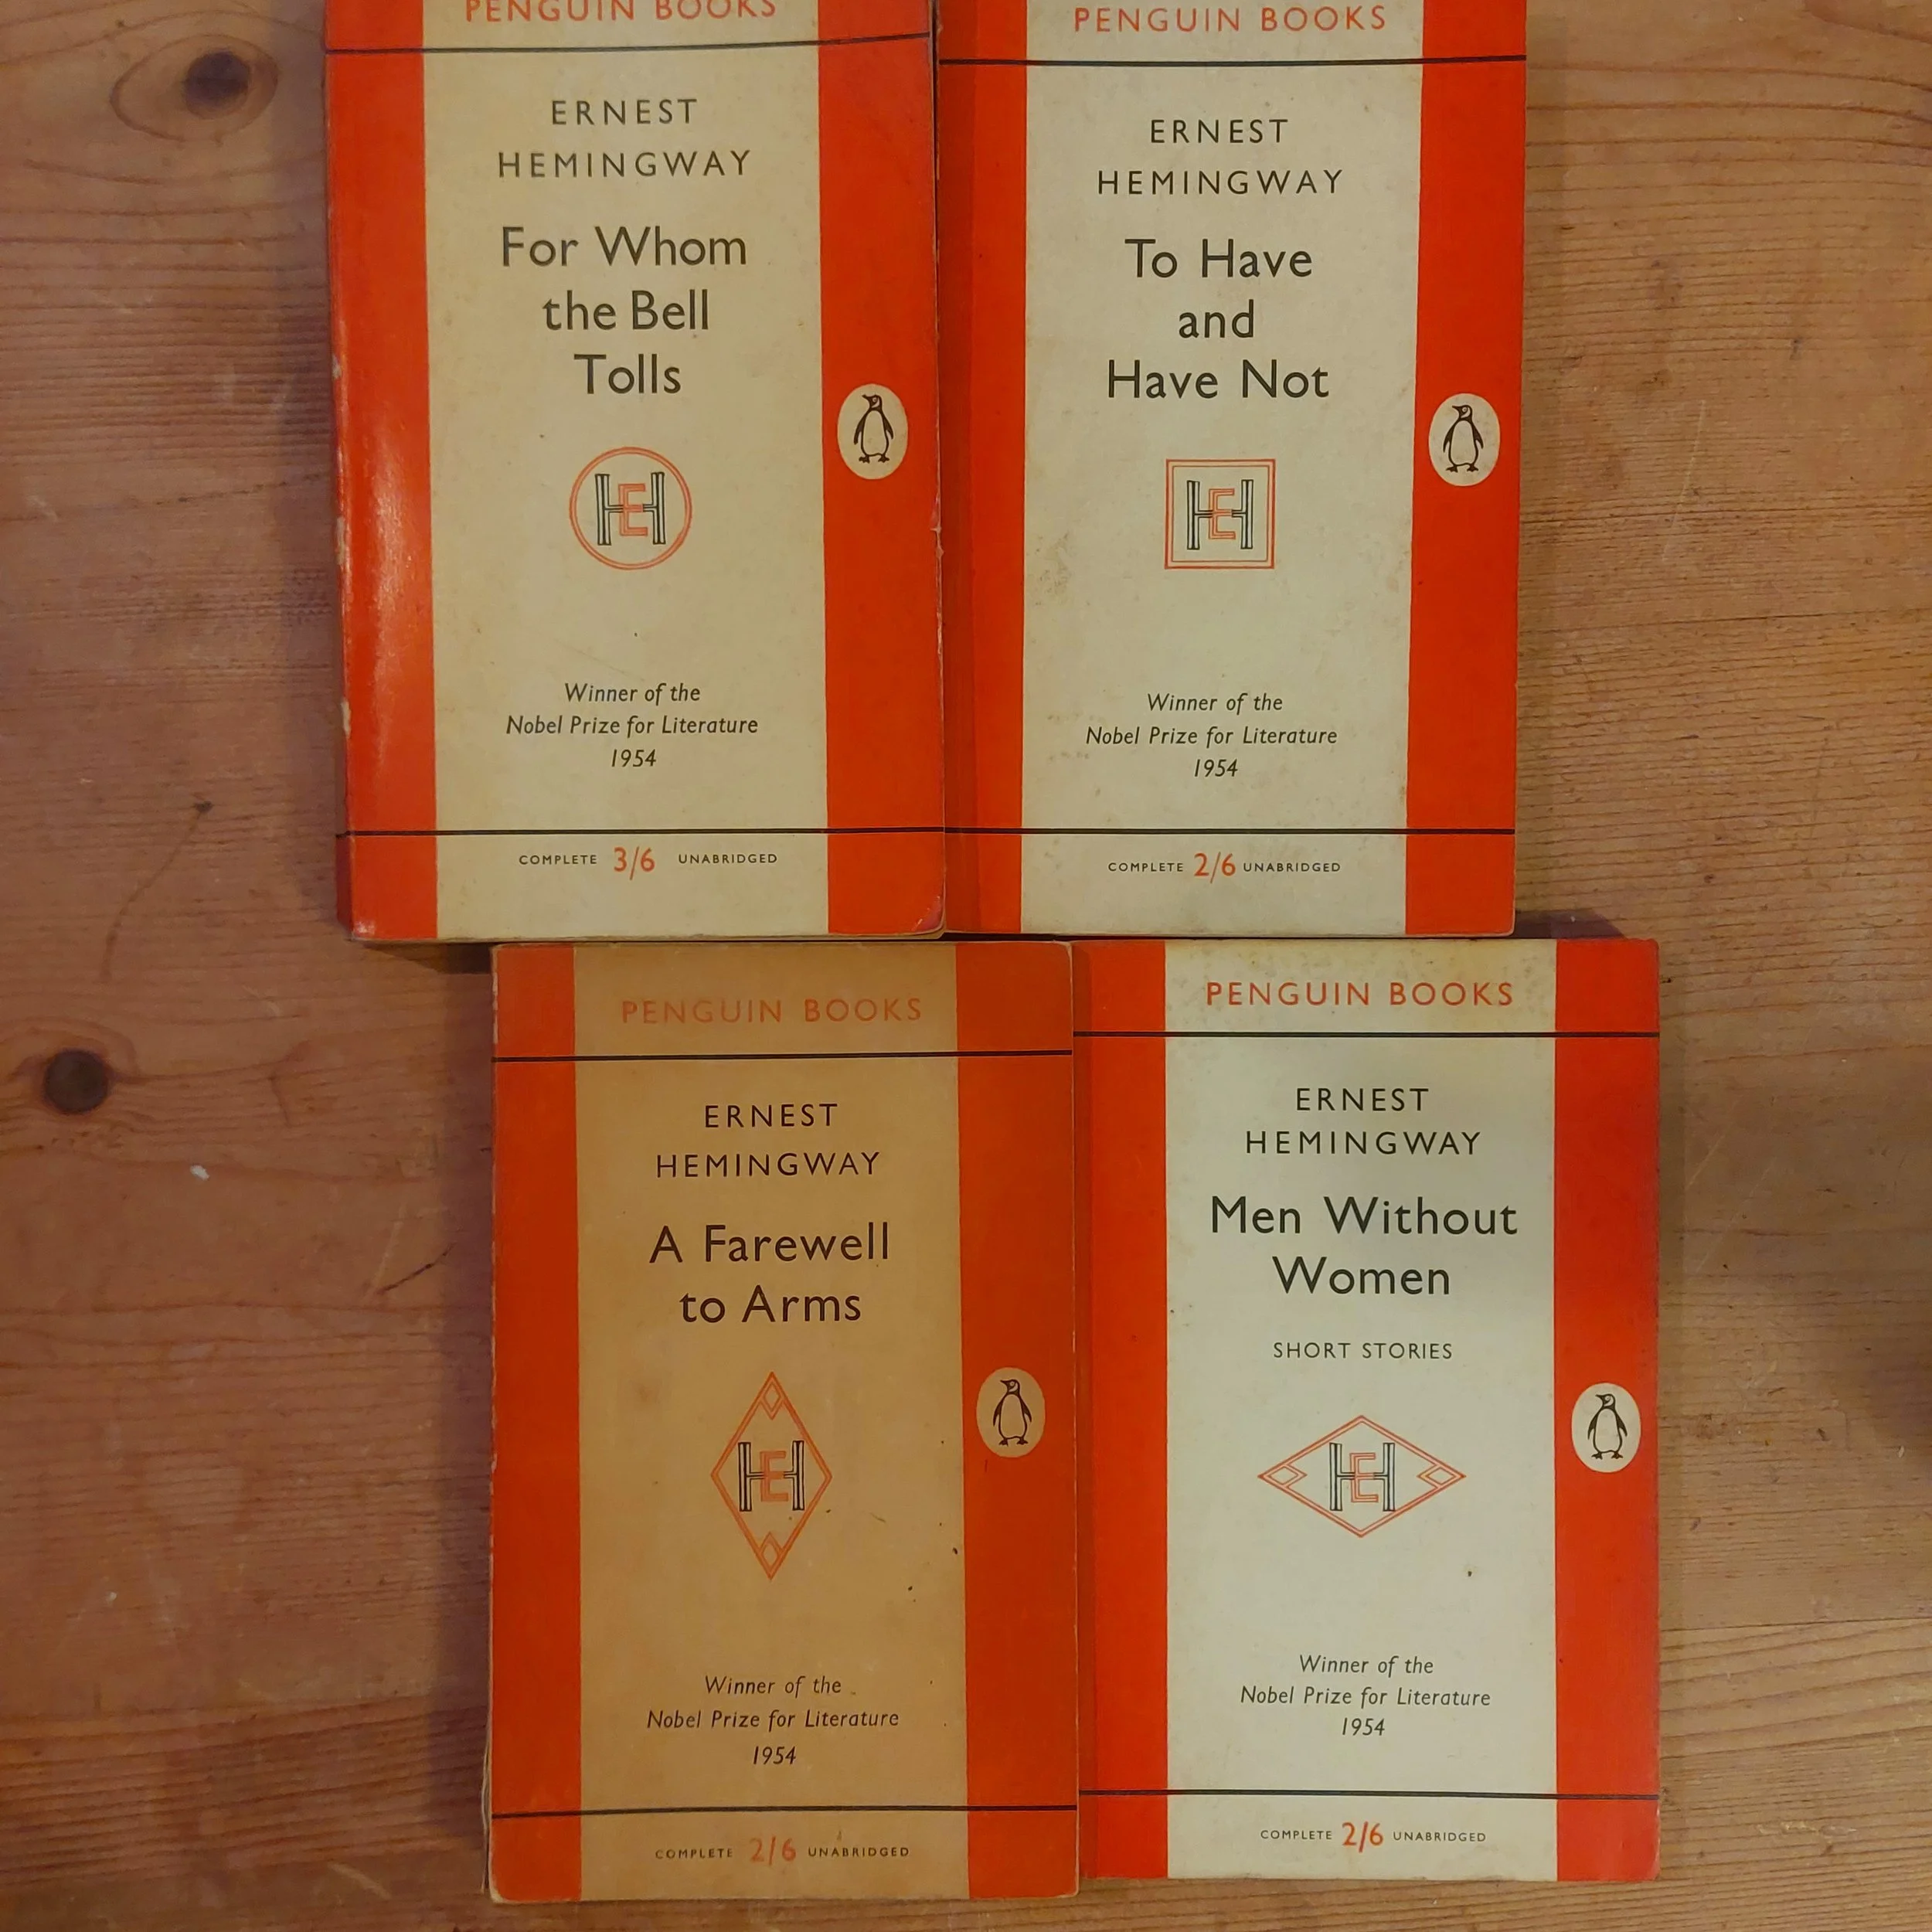 PENGUIN BOOKS
ERNEST
HEMINGWAY
For Whom
the Bell
Tolls
HE
Winner of the
Nobel Prize for Literature
1954
COMPLETE 3/6 UNABRIDGED
PENGUIN BOOKS
ERNEST
HEMINGWAY
To Have
and
Have Not
HE
Winner of the
Nobel Prize for Literature
1954
COMPLETE 2/6 UNABRIDGED
PENGUIN BOOKS
ERNEST
HEMINGWAY
A Farewell
to Arms
HE
Winner of the
Nobel Prize for Literature
1954
COMPLETE 2/6 UNABRIDGED
PENGUIN BOOKS
ERNEST
HEMINGWAY
Men Without
Women
SHORT STORIES
HE
Winner of the
Nobel Prize for Literature
1954
COMPLETE 2/6 UNABRIDGED